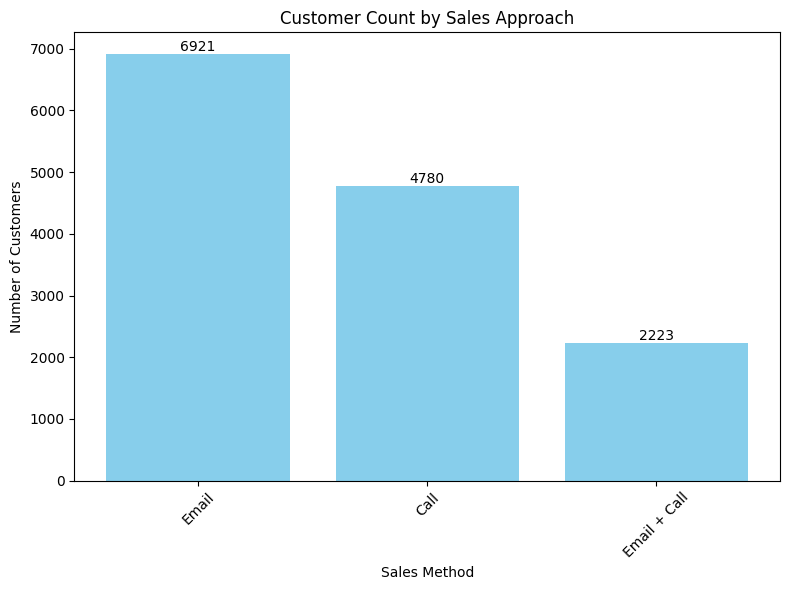 Customer Count by Sales Approach
Number of Customers
7000
6000
5000
4000
3000
2000
1000
0
6921
4780
2223
Email
Call
Email + Call
Sales Method